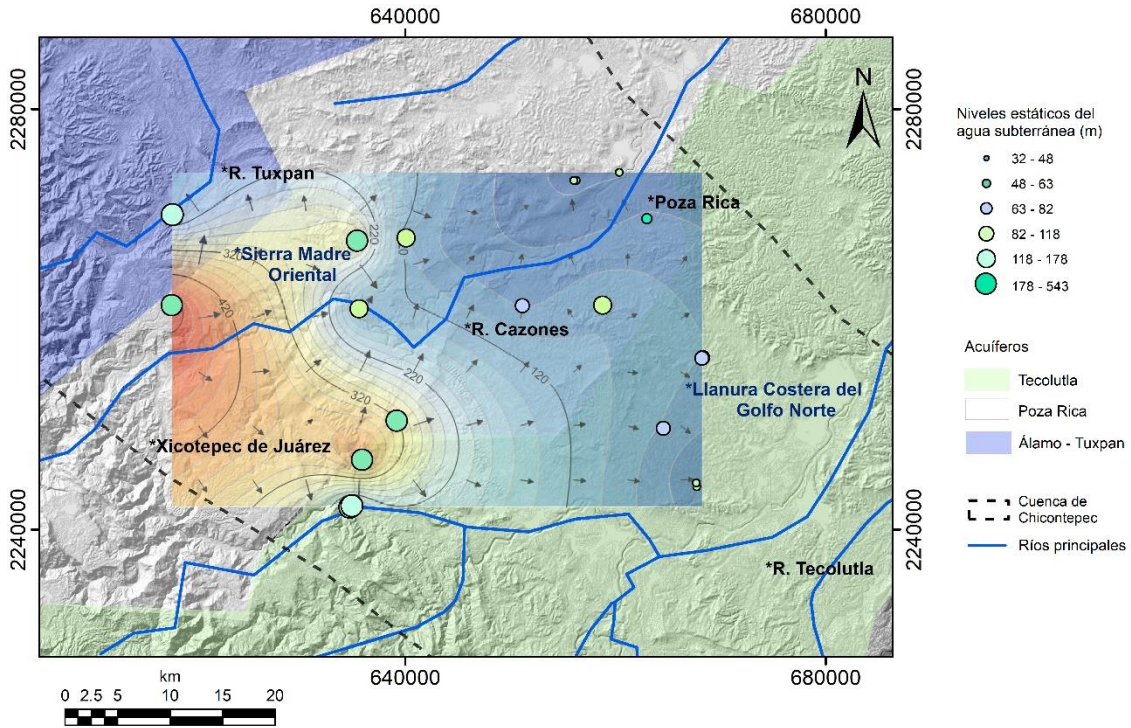 640000
680000
2280000
2240000
*R. Tuxpan
*Poza Rica
*Sierra Madre
Oriental
*R. Cazones
*Llanura Costera del
Golfo Norte
*Xicotepec de Juárez
*R. Tecolutla
220
320
420
220
320
120
N
Niveles estáticos del
agua subterránea (m)
32 - 48
48 - 63
63 - 82
82 - 118
118 - 178
178 - 543
Acuíferos
Tecolutla
Poza Rica
Álamo - Tuxpan
Cuenca de
Chicontepec
Ríos principales
2280000
2240000
640000
680000
km
0 2.5 5 10 15 20